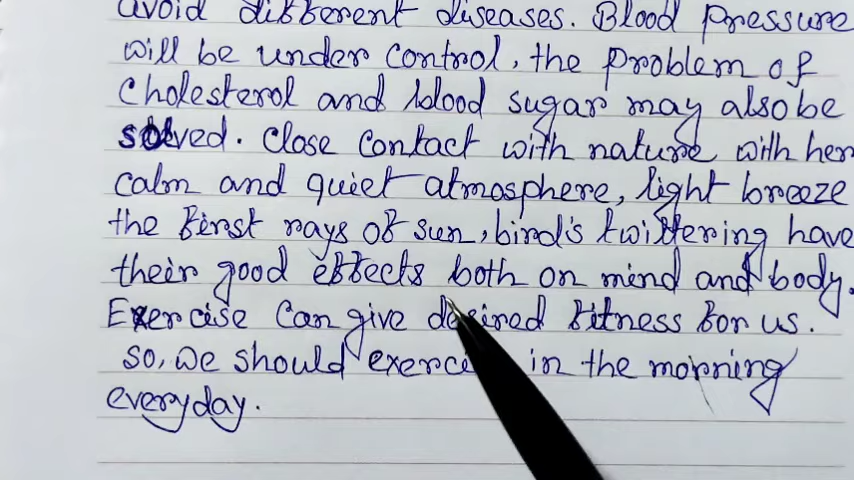 avoid different diseases. Blood Pressure
will be under control, the problem of
Cholesterol and blood sugar may also be
solved. Close Contact with nature with her
calm and quiet atmosphere, light breeze
the first rays of sun, bird's twittering have
their good effects both on mind and body.
Exercise Can give desired fitness for us.
so, we should exercise in the morning
everyday.